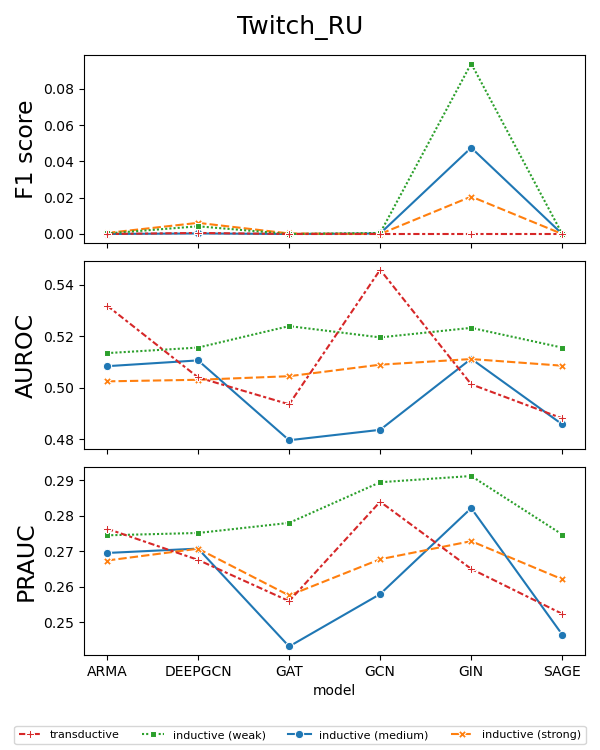 Twitch_RU
F1 score
0.08
0.06
0.04
0.02
0.00
AUROC
0.54
0.52
0.50
0.48
PRAUC
0.29
0.28
0.27
0.26
0.25
ARMA DEEPGCN GAT GCN GIN SAGE
model
transductive inductive (weak) inductive (medium) inductive (strong)